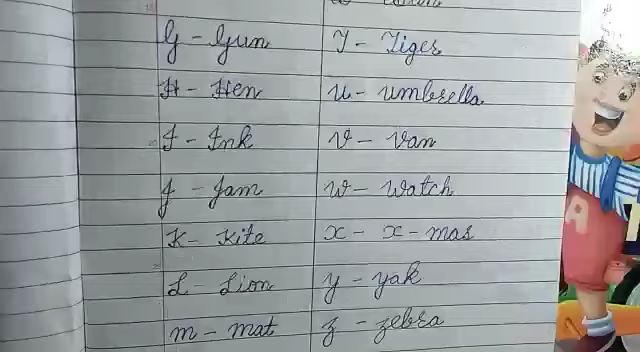 G - Gun
H - Hen
I - Ink
J - Jam
K - Kite
L - Lion
m - mat
T - Tiger
u - umbrella
v - van
w - watch
x - x - mas
y - yak
z - zebra
A